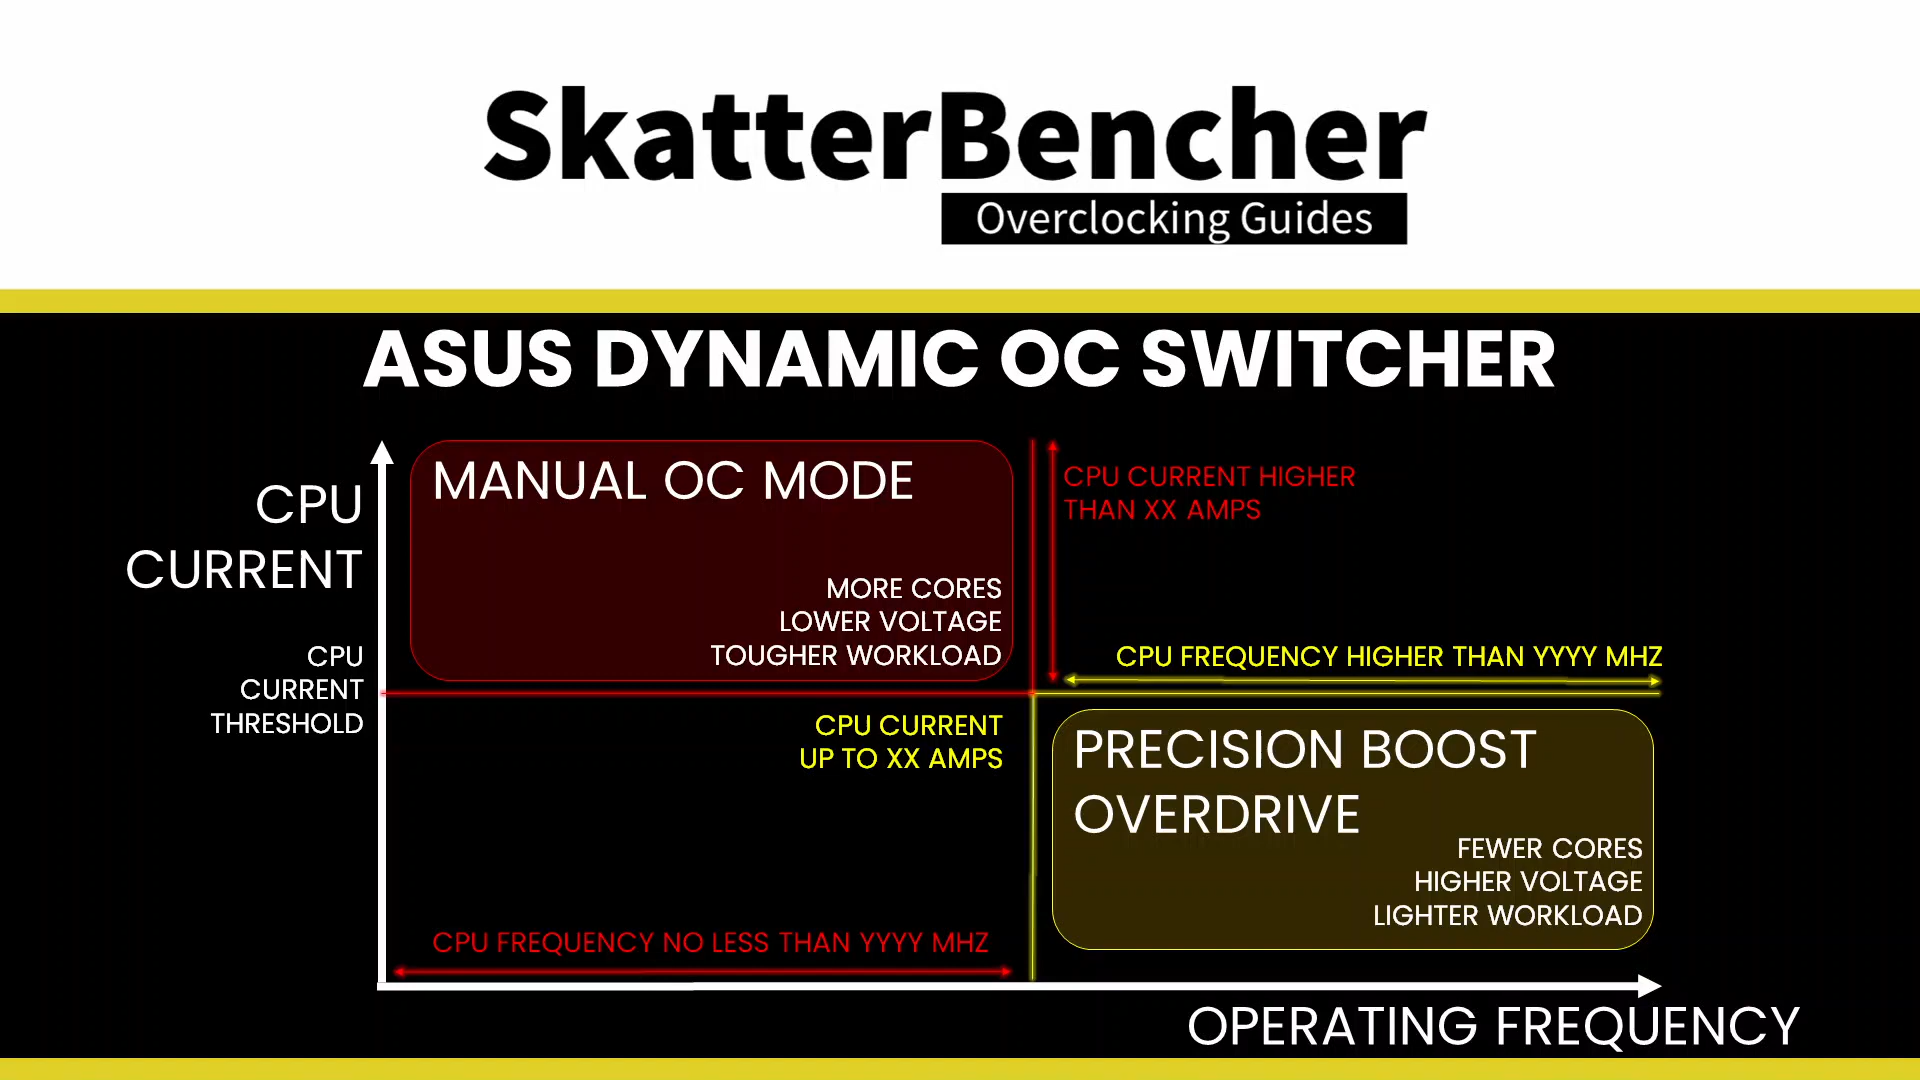 SkatterBencher
Overclocking Guides
ASUS DYNAMIC OC SWITCHER
CPU
CURRENT
CPU
CURRENT
THRESHOLD
MANUAL OC MODE
MORE CORES
LOWER VOLTAGE
TOUGHER WORKLOAD
CPU CURRENT HIGHER
THAN XX AMPS
CPU FREQUENCY HIGHER THAN YYYY MHZ
CPU CURRENT
UP TO XX AMPS
PRECISION BOOST
OVERDRIVE
FEWER CORES
HIGHER VOLTAGE
LIGHTER WORKLOAD
CPU FREQUENCY NO LESS THAN YYYY MHZ
OPERATING FREQUENCY